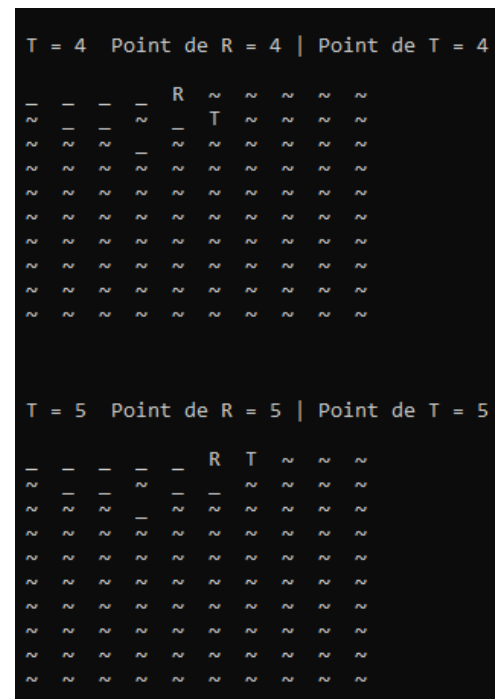 T = 4 Point de R = 4 | Point de T = 4
_ _ _ _ R ~ ~ ~ ~ ~
~ _ _ ~ _ T ~ ~ ~ ~
~ ~ ~ _ ~ ~ ~ ~ ~ ~
~ ~ ~ ~ ~ ~ ~ ~ ~ ~
~ ~ ~ ~ ~ ~ ~ ~ ~ ~
~ ~ ~ ~ ~ ~ ~ ~ ~ ~
~ ~ ~ ~ ~ ~ ~ ~ ~ ~
~ ~ ~ ~ ~ ~ ~ ~ ~ ~
~ ~ ~ ~ ~ ~ ~ ~ ~ ~
~ ~ ~ ~ ~ ~ ~ ~ ~ ~
T = 5 Point de R = 5 | Point de T = 5
_ _ _ _ _ R T ~ ~ ~
~ _ _ ~ _ _ ~ ~ ~ ~
~ ~ ~ _ ~ ~ ~ ~ ~ ~
~ ~ ~ ~ ~ ~ ~ ~ ~ ~
~ ~ ~ ~ ~ ~ ~ ~ ~ ~
~ ~ ~ ~ ~ ~ ~ ~ ~ ~
~ ~ ~ ~ ~ ~ ~ ~ ~ ~
~ ~ ~ ~ ~ ~ ~ ~ ~ ~
~ ~ ~ ~ ~ ~ ~ ~ ~ ~
~ ~ ~ ~ ~ ~ ~ ~ ~ ~